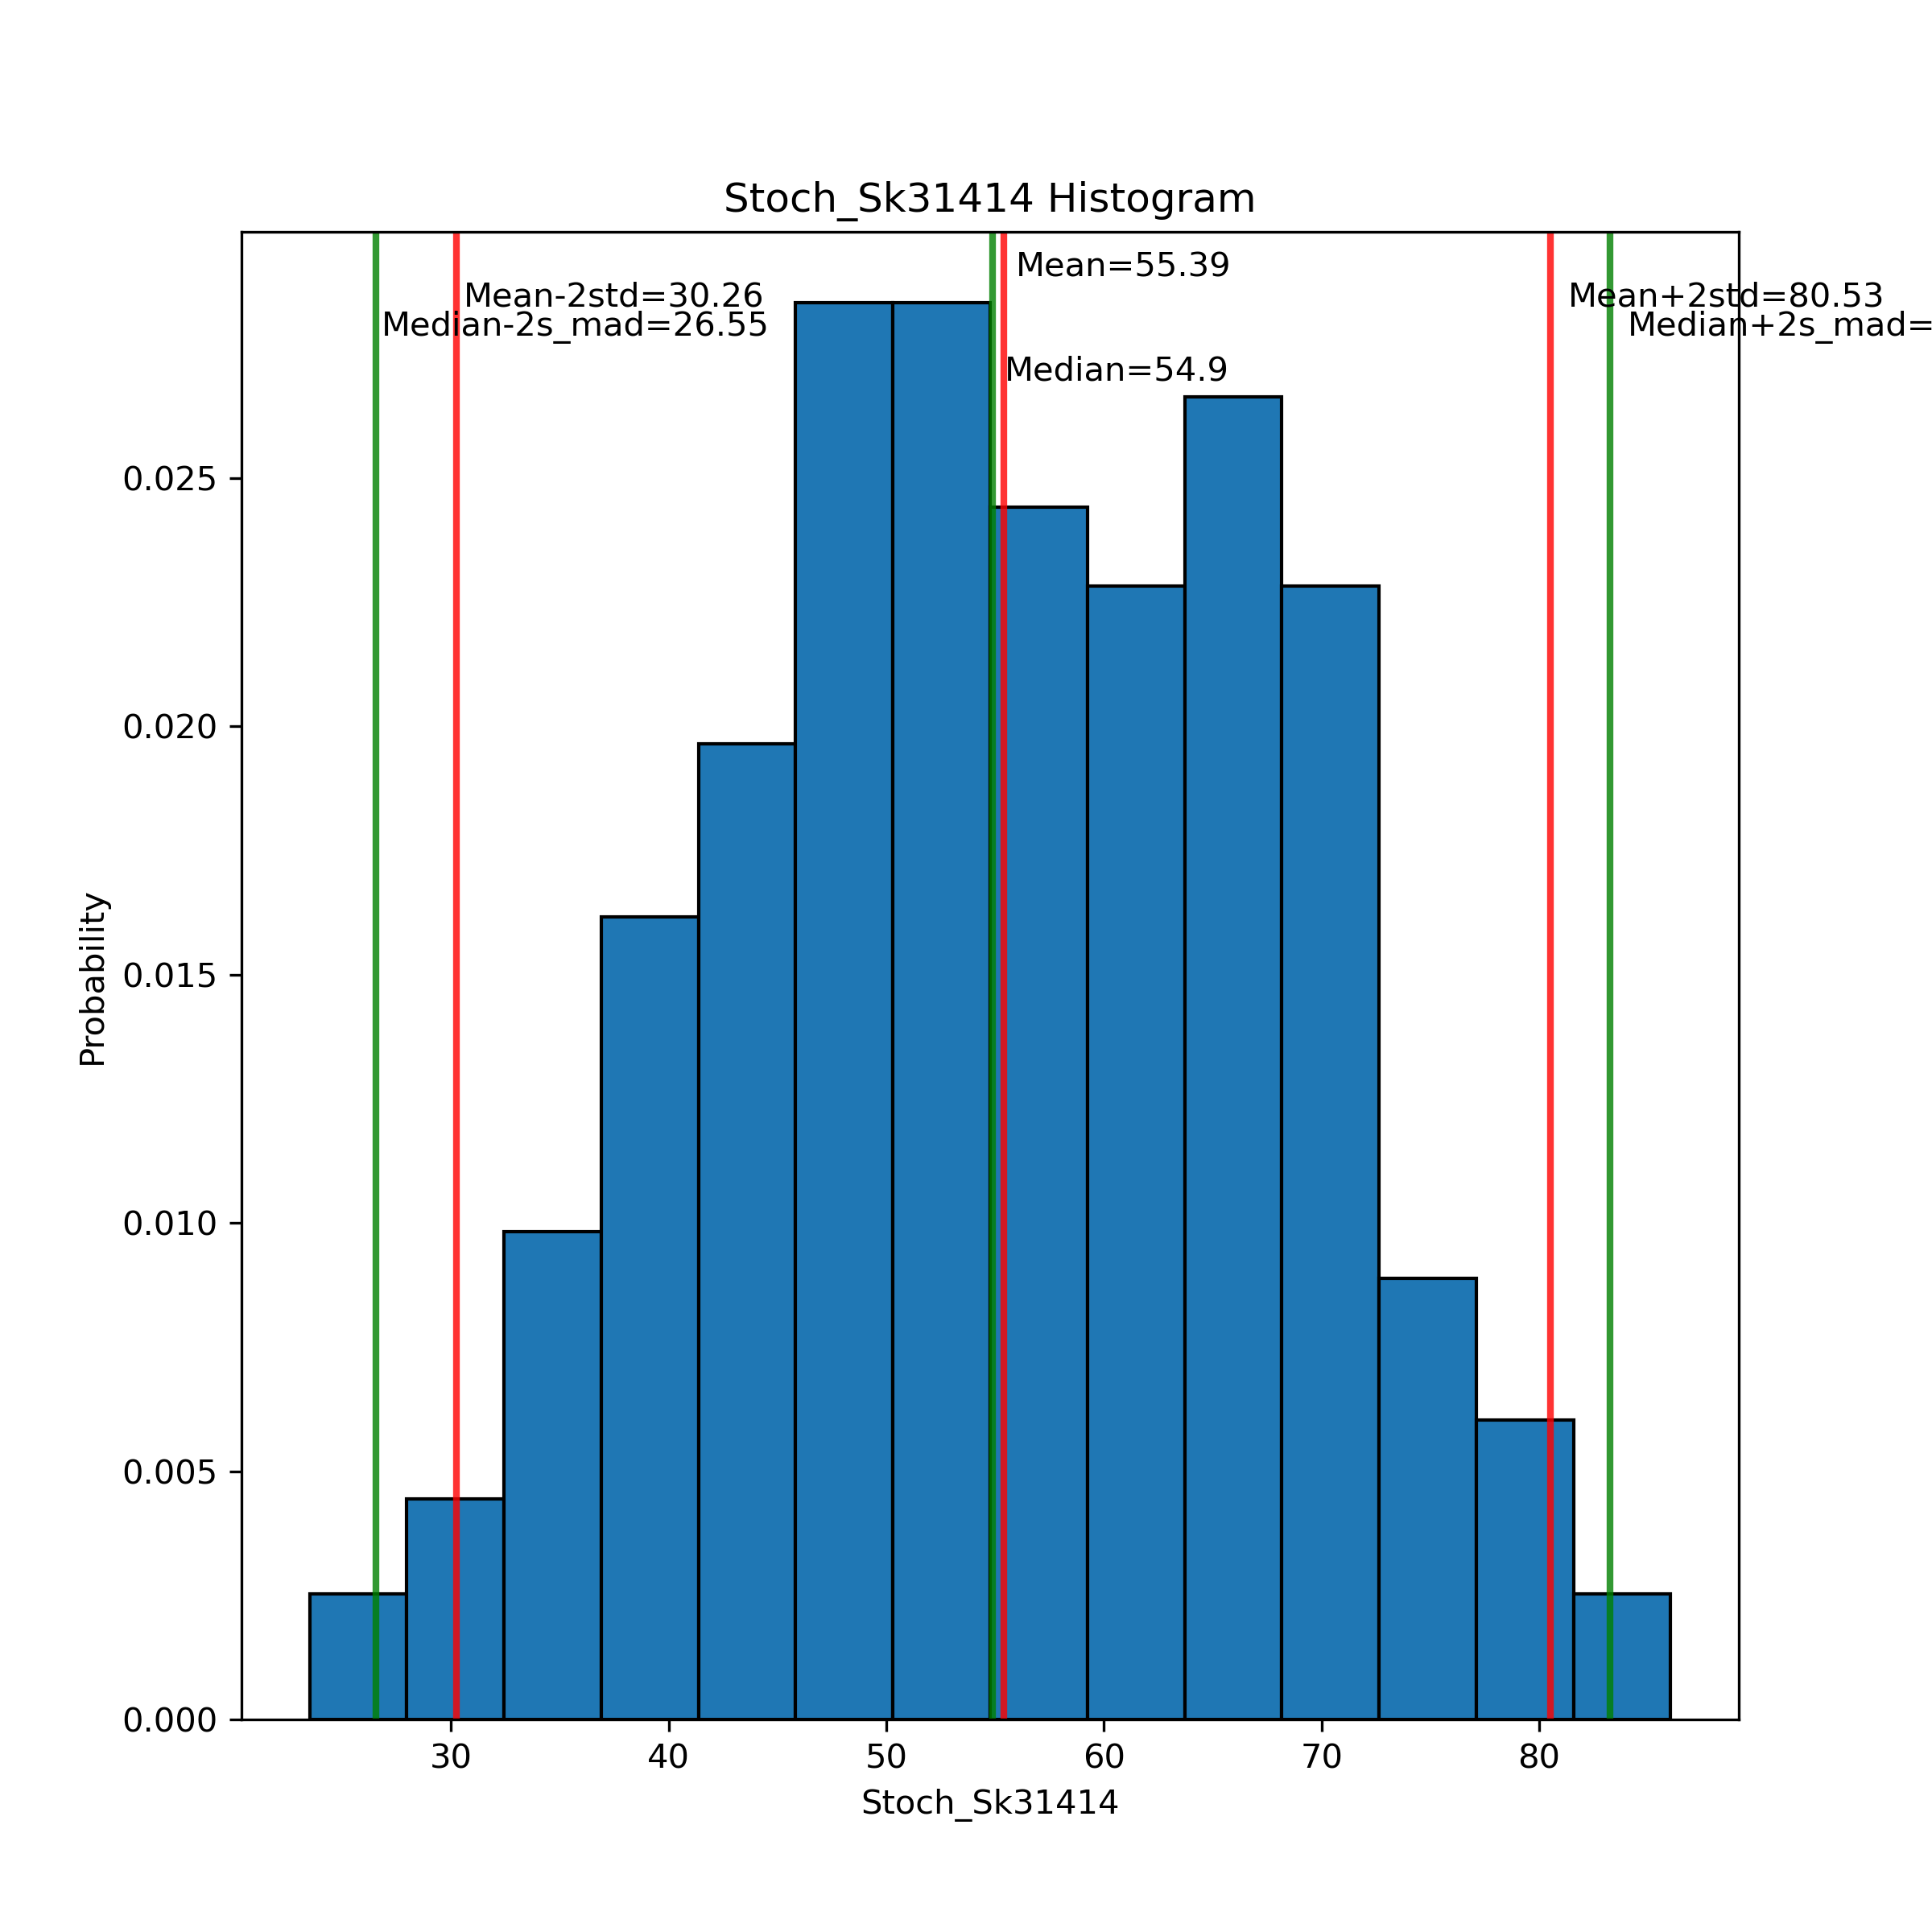 Stoch_Sk31414 Histogram
Mean=55.39
Mean-2std=30.26
Mean+2std=80.53
Median-2s_mad=26.55
Median+2s_mad=
Median=54.9
0.025
0.020
0.015
0.010
0.005
0.000
Probability
30 40 50 60 70 80
Stoch_Sk31414